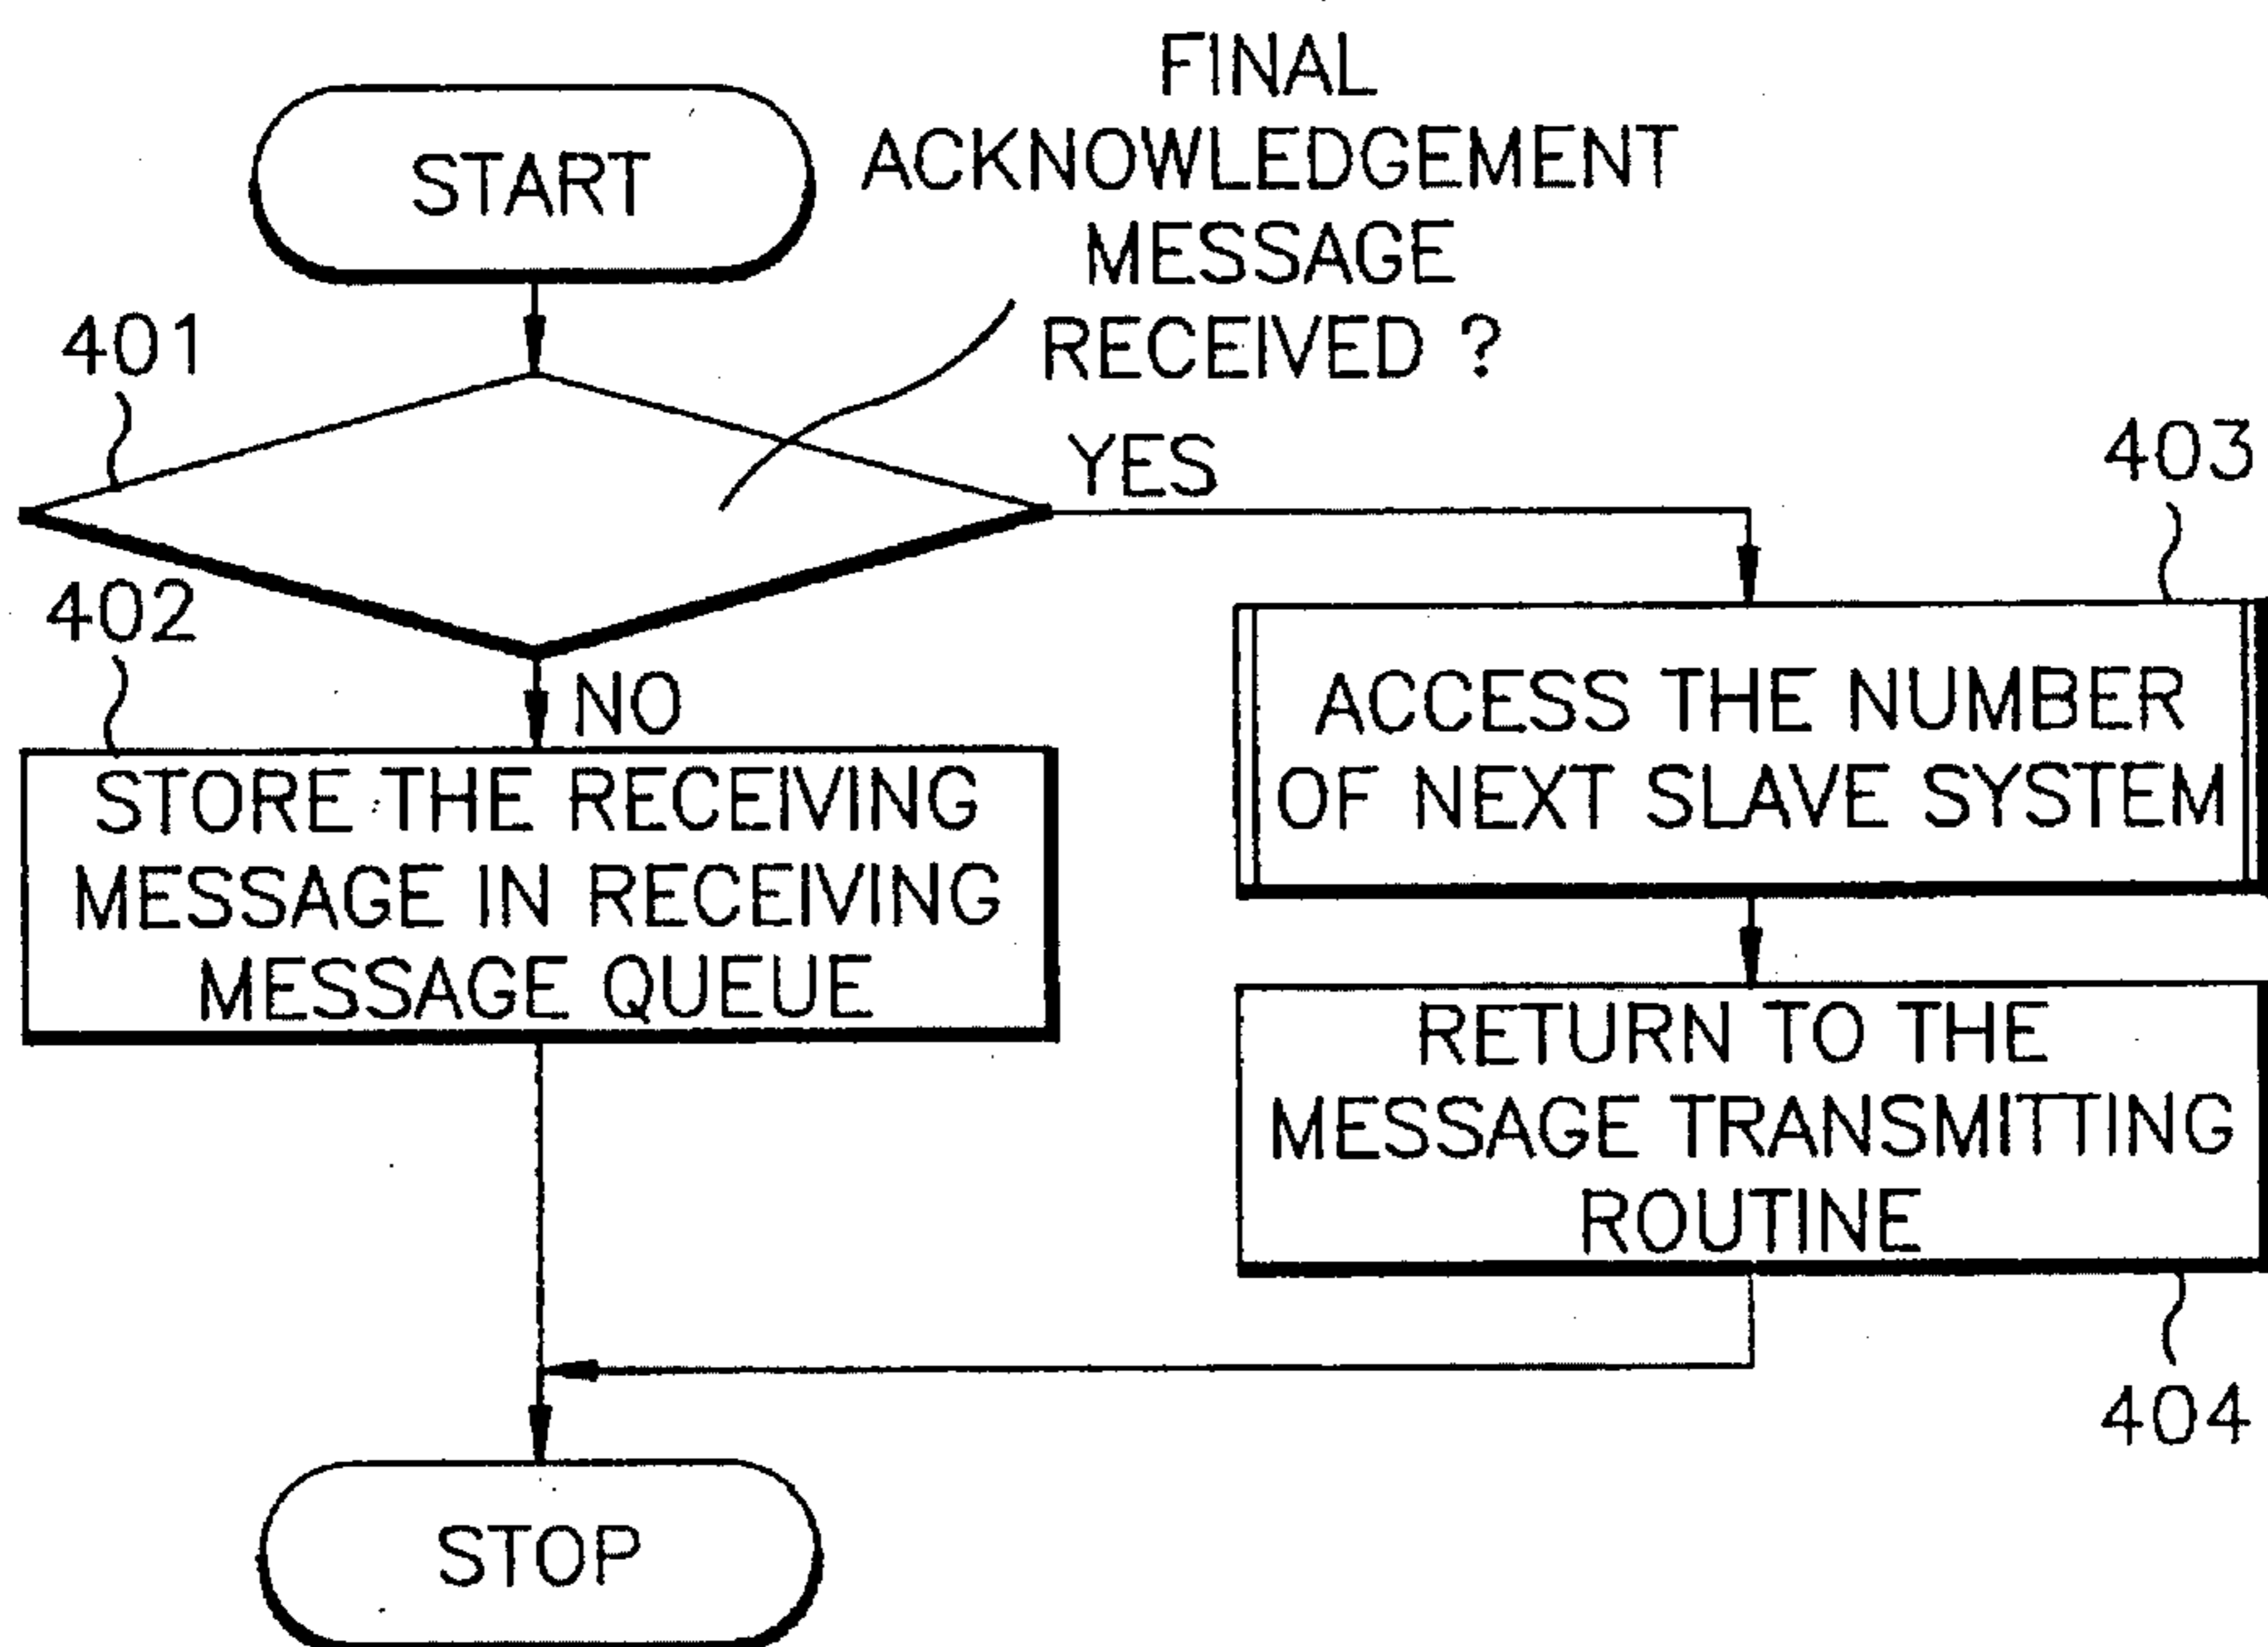 START
FINAL
ACKNOWLEDGEMENT
MESSAGE
RECEIVED ?
401
YES
403
402
NO
STORE THE RECEIVING
MESSAGE IN RECEIVING
MESSAGE QUEUE
ACCESS THE NUMBER
OF NEXT SLAVE SYSTEM
RETURN TO THE
MESSAGE TRANSMITTING
ROUTINE
404
STOP